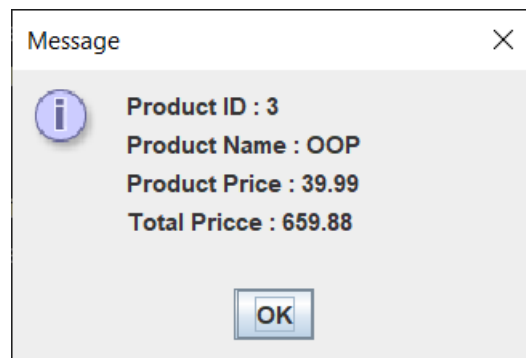 Message
Product ID : 3
Product Name : OOP
Product Price : 39.99
Total Pricce : 659.88
OK